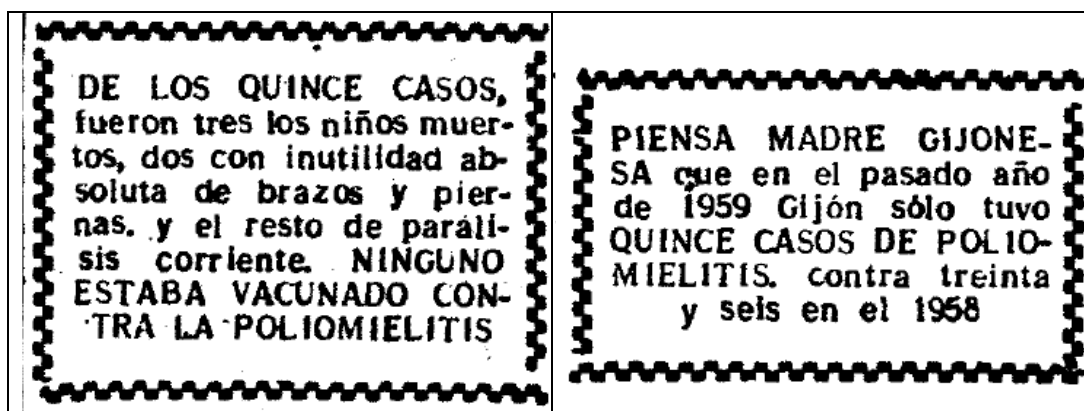 DE LOS QUINCE CASOS,
fueron tres los niños muer-
tos, dos con inutilidad ab-
soluta de brazos y pier-
nas. y el resto de paráli-
sis corriente. NINGUNO
ESTABA VACUNADO CON-
TRA LA POLIOMIELITIS
PIENSA MADRE GIJONE-
SA que en el pasado año
de 1959 Gijón sólo tuvo
QUINCE CASOS DE POLIO-
MIELITIS. contra treinta
y seis en el 1958